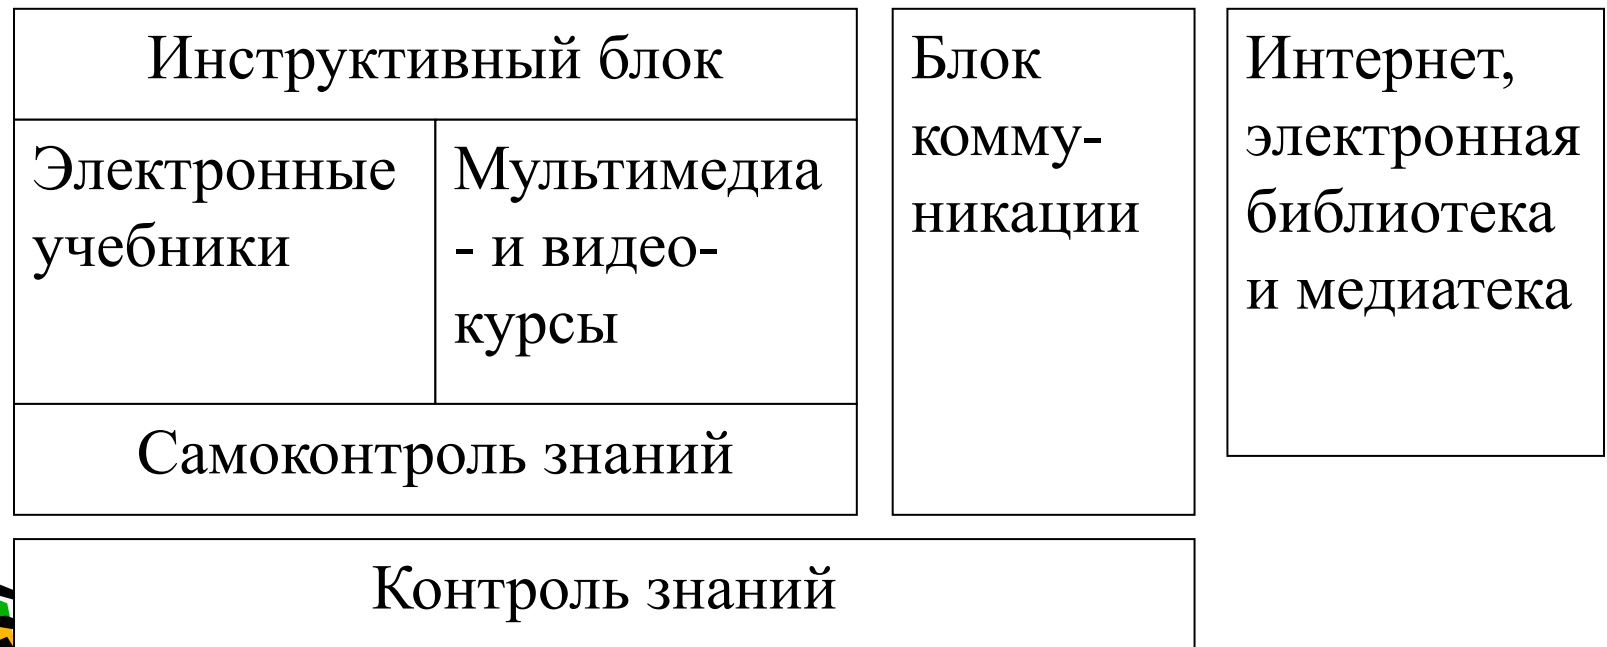 Инструктивный блок
Электронные
учебники
Мультимедиа
- и видео-
курсы
Самоконтроль знаний
Блок
комму-
никации
Интернет,
электронная
библиотека
и медиатека
Контроль знаний